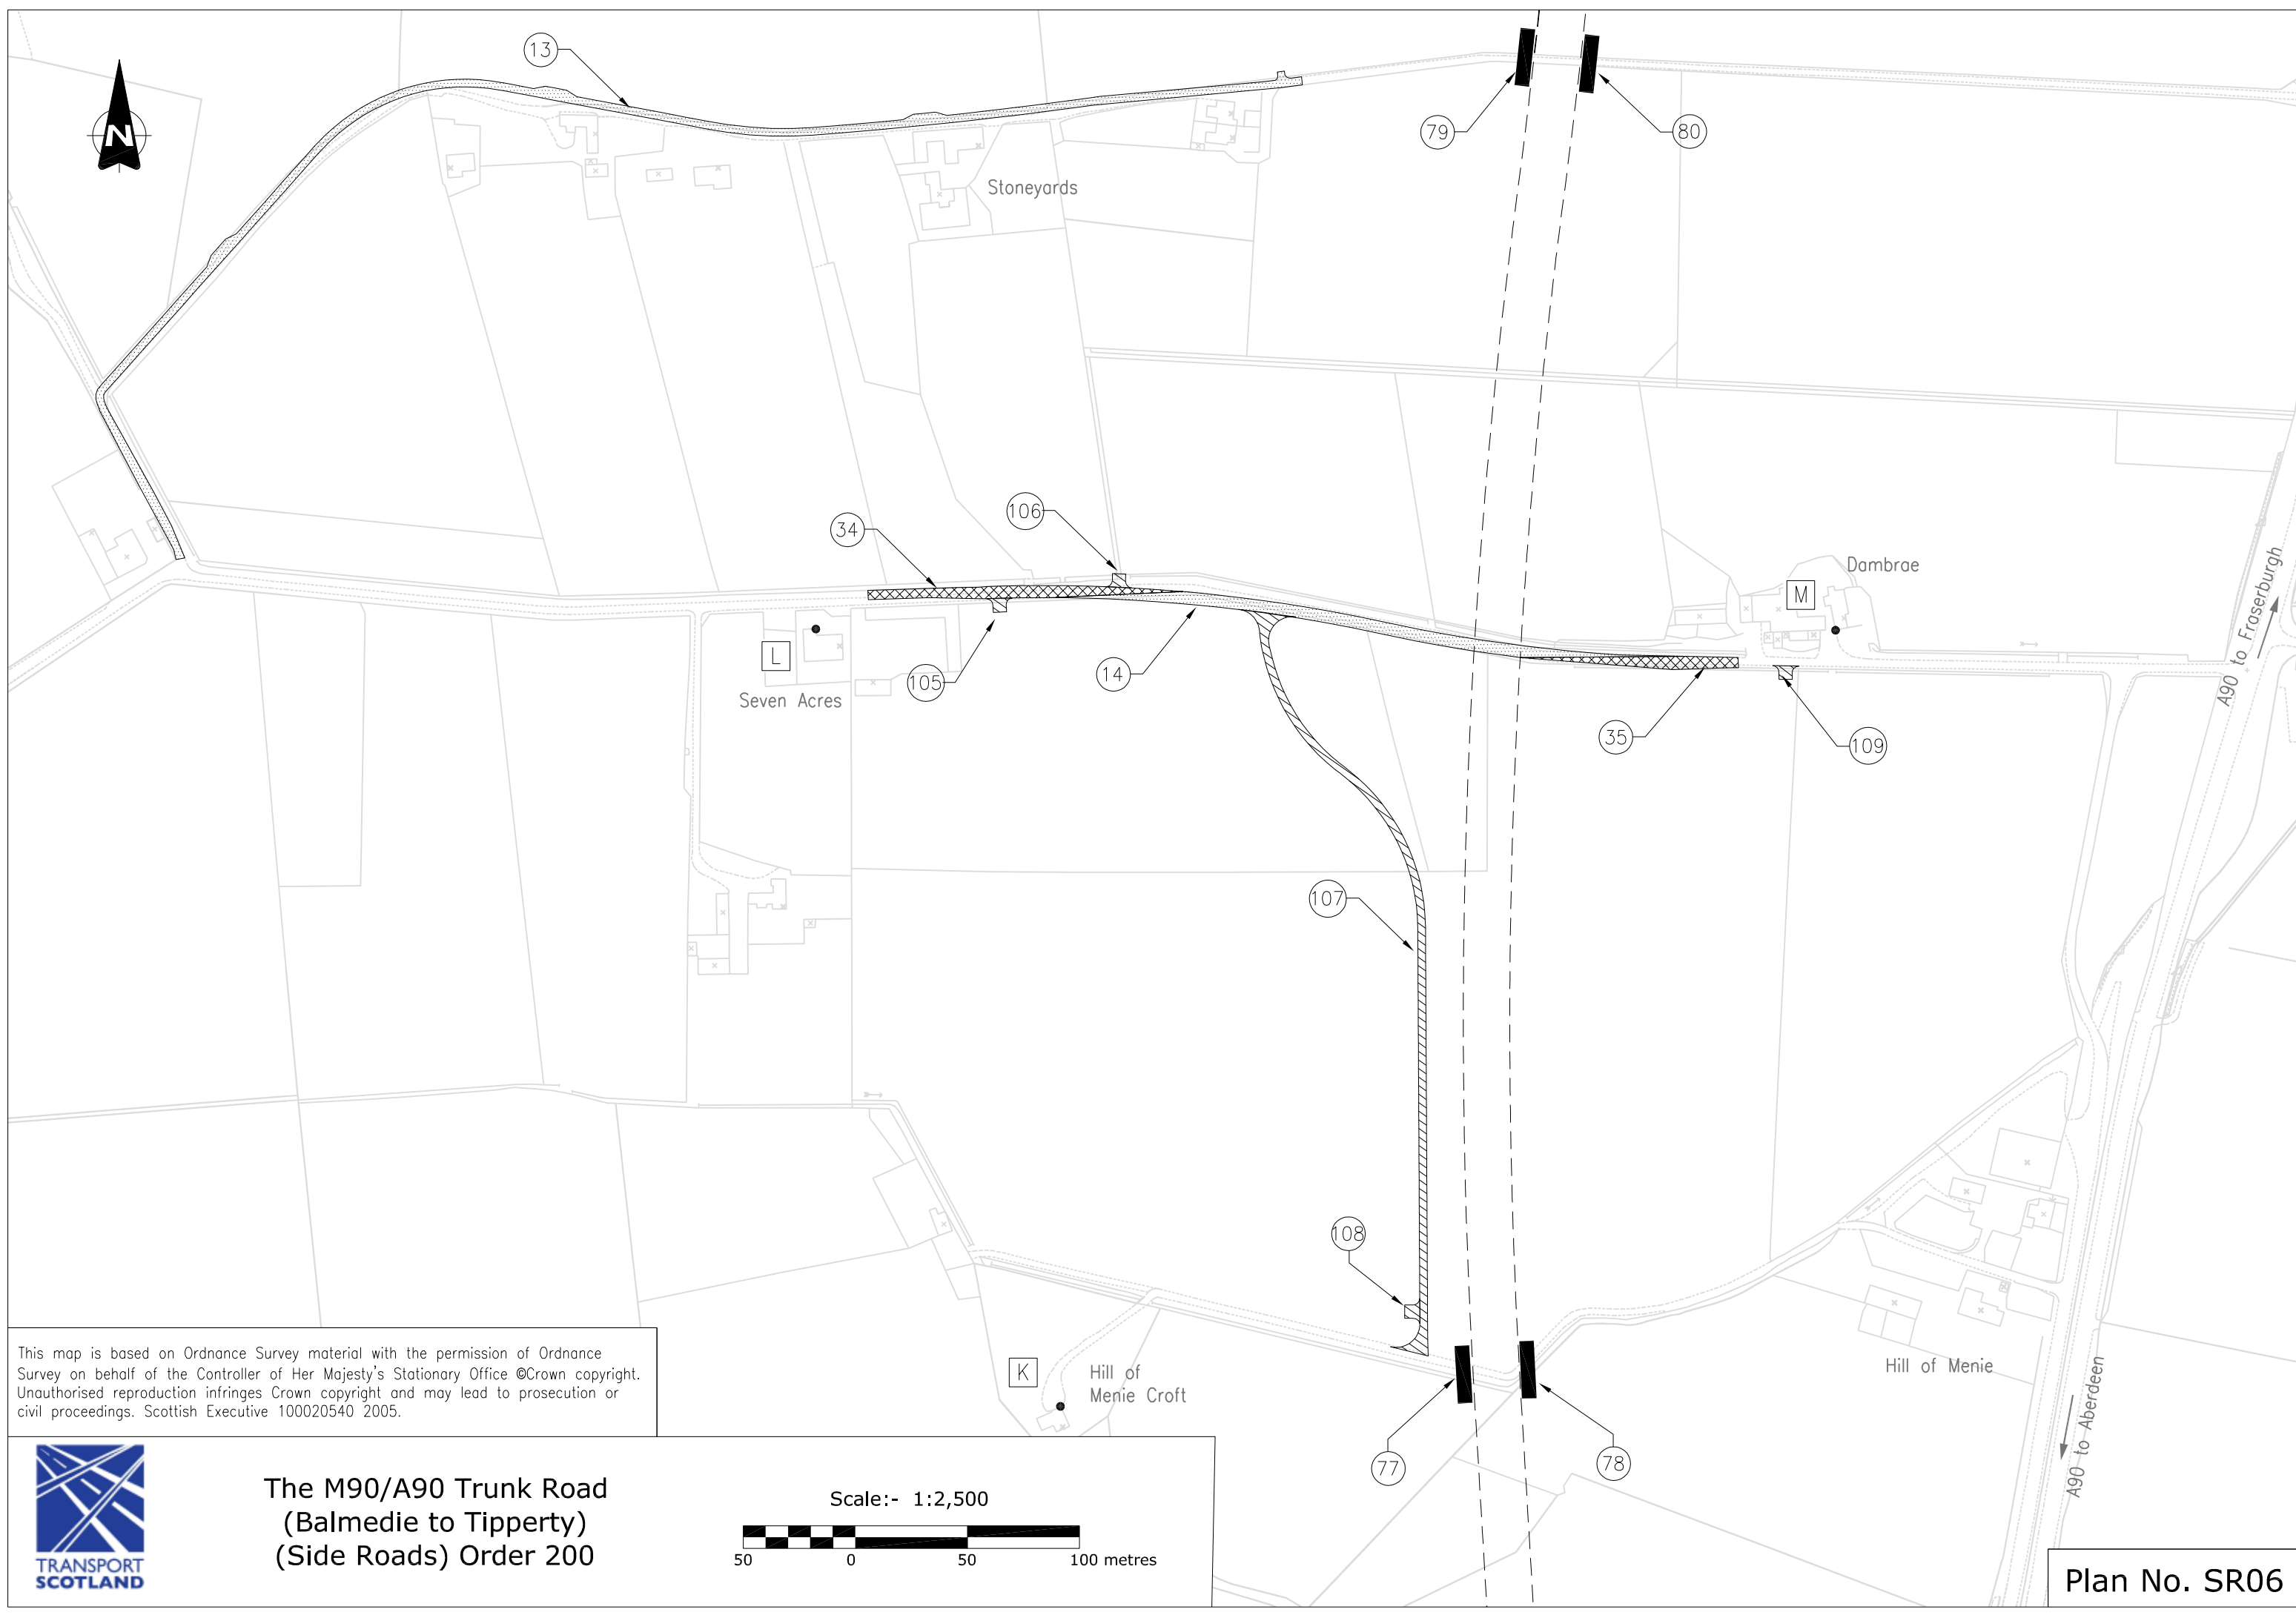 13
N
79
80
Stoneyards
106
34
Dambrae
M
L
105
14
Seven Acres
35
109
A90 to Fraserburgh
107
108
K
Hill of
Menie Croft
Hill of Menie
A90 to Aberdeen
77
78
This map is based on Ordnance Survey material with the permission of Ordnance
Survey on behalf of the Controller of Her Majesty's Stationary Office ©Crown copyright.
Unauthorised reproduction infringes Crown copyright and may lead to prosecution or
civil proceedings. Scottish Executive 100020540 2005.
TRANSPORT
SCOTLAND
The M90/A90 Trunk Road
(Balmedie to Tipperty)
(Side Roads) Order 200
Scale:- 1:2,500
50 0 50 100 metres
Plan No. SR06